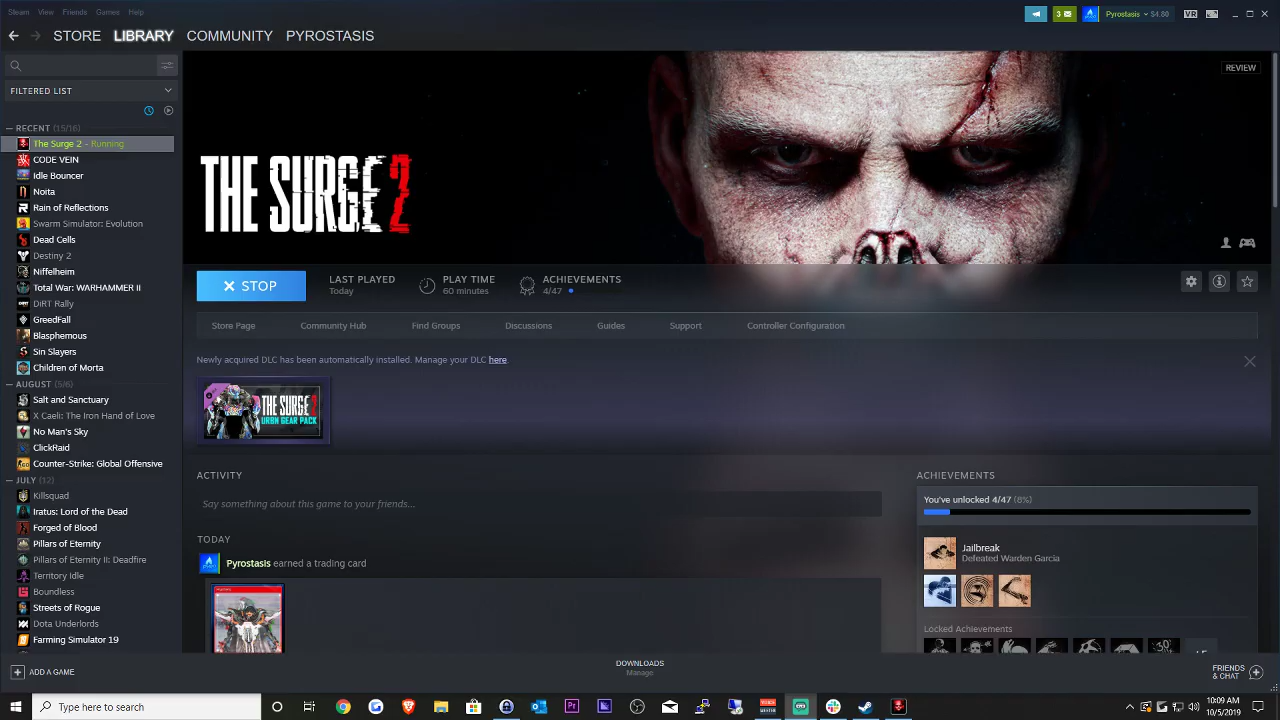 Steam View Friends Games Help
3 Pyrostasis $4.80 VR
STORE LIBRARY COMMUNITY PYROSTASIS
FILTERED LIST
RECENT (15/16)
The Surge 2 - Running
CODE VEIN
Idle Bouncer
Noita
Rain of Reflections
Swarm Simulator: Evolution
Dead Cells
Destiny 2
Niffelheim
Total War: WARHAMMER II
DiRT Rally
GreedFall
Blasphemous
Sin Slayers
Children of Morta
AUGUST (5/6)
Salt and Sanctuary
X Caeli: The Iron Hand of Love
No Man's Sky
ClickRaid
Counter-Strike: Global Offensive
JULY (12)
Killsquad
Iratus: Lord of the Dead
Forged of Blood
Pillars of Eternity
Pillars of Eternity II: Deadfire
Territory Idle
Boundless
Streets of Rogue
Dota Underlords
Farming Simulator 19
ADD A GAME
REVIEW
THE SURGE 2
STOP
LAST PLAYED
Today
PLAY TIME
60 minutes
ACHIEVEMENTS
4/47
Store Page Community Hub Find Groups Discussions Guides Support Controller Configuration
Newly acquired DLC has been automatically installed. Manage your DLC here.
THE SURGE 2
URBN GEAR PACK
ACTIVITY
Say something about this game to your friends...
TODAY
Pyrostasis earned a trading card
ACHIEVEMENTS
You've unlocked 4/47 (8%)
Jailbreak
Defeated Warden Garcia
Locked Achievements
DOWNLOADS
Manage
FRIENDS
& CHAT
Type here to search
10:09 AM
10/5/2019